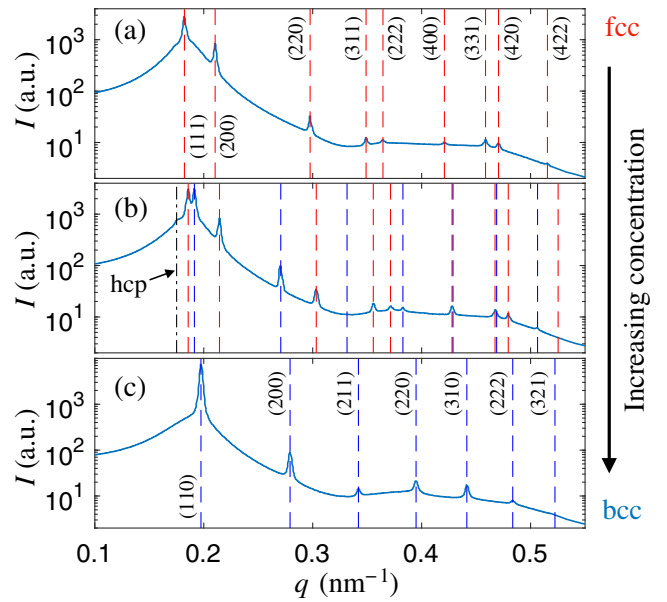 (a)
I (a.u.)
10³
10²
10¹
(111)
(200)
(220)
(311)
(222)
(400)
(331)
(420)
(422)
fcc
(b)
I (a.u.)
10³
10²
10¹
hcp
Increasing concentration
(c)
I (a.u.)
10³
10²
10¹
(110)
(200)
(211)
(220)
(310)
(222)
(321)
bcc
0.1 0.2 0.3 0.4 0.5
q (nm⁻¹)